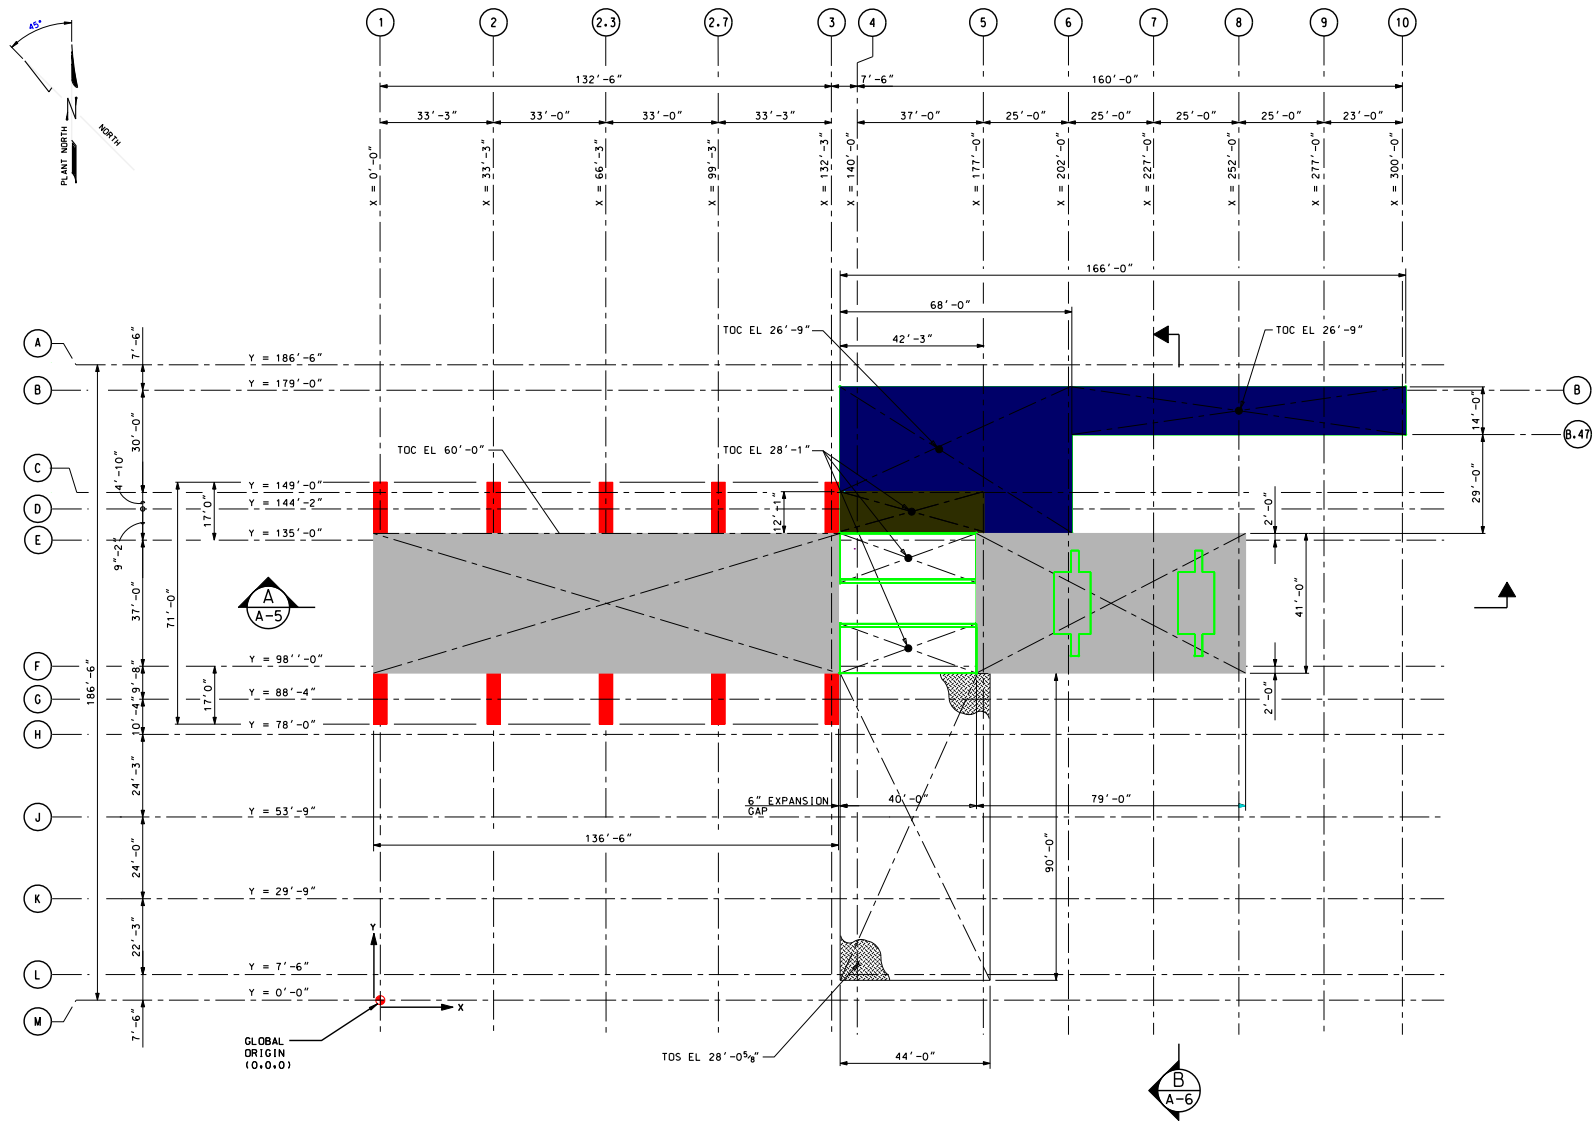 45°
PLANT NORTH
N
NORTH
1
2
2.3
2.7
3
4
5
6
7
8
9
10
132'-6"
7'-6"
160'-0"
33'-3"
33'-0"
33'-0"
33'-3"
37'-0"
25'-0"
25'-0"
25'-0"
25'-0"
23'-0"
X = 0'-0"
X = 33'-3"
X = 66'-3"
X = 99'-3"
X = 132'-3"
X = 140'-0"
X = 177'-0"
X = 202'-0"
X = 227'-0"
X = 252'-0"
X = 277'-0"
X = 300'-0"
166'-0"
68'-0"
42'-3"
TOC EL 26'-9"
TOC EL 26'-9"
A
7'-6"
Y = 186'-6"
B
Y = 179'-0"
B
14'-0"
B.47
30'-0"
TOC EL 60'-0"
TOC EL 28'-1"
C
4'-10"
Y = 149'-0"
29'-0"
D
Y = 144'-2"
17'0"
12'-1"
2'-0"
E
Y = 135'-0"
9"-2"
37'-0"
71'-0"
A
A-5
41'-0"
F
Y = 98''-0"
186'-6"
9'-8"
G
Y = 88'-4"
17'0"
2'-0"
10'-4"
Y = 78'-0"
H
24'-3"
6" EXPANSION
GAP
40'-0"
79'-0"
J
Y = 53'-9"
136'-6"
24'-0"
90'-0"
K
Y = 29'-9"
22'-3"
Y
L
Y = 7'-6"
Y = 0'-0"
X
M
7'-6"
GLOBAL
ORIGIN
(0.0.0)
TOS EL 28'-0⅝"
44'-0"
B
A-6